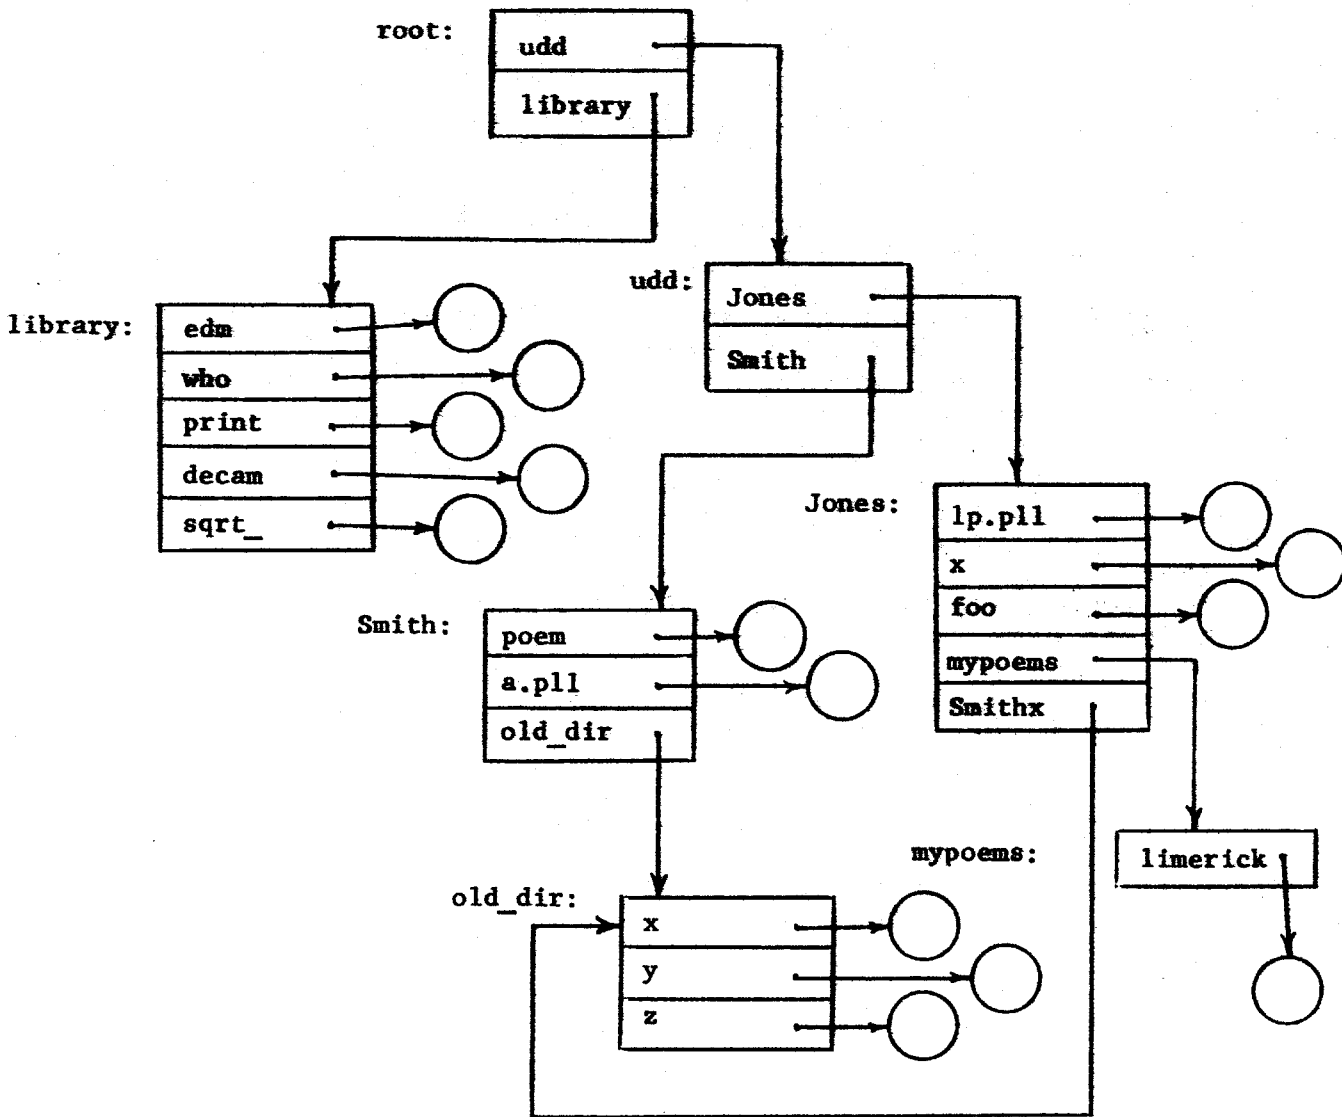 root:
udd
library
udd:
Jones
Smith
library:
edm
who
print
decam
sqrt_
Jones:
lp.pl1
x
foo
mypoems
Smithx
Smith:
poem
a.pl1
old_dir
mypoems:
limerick
old_dir:
x
y
z